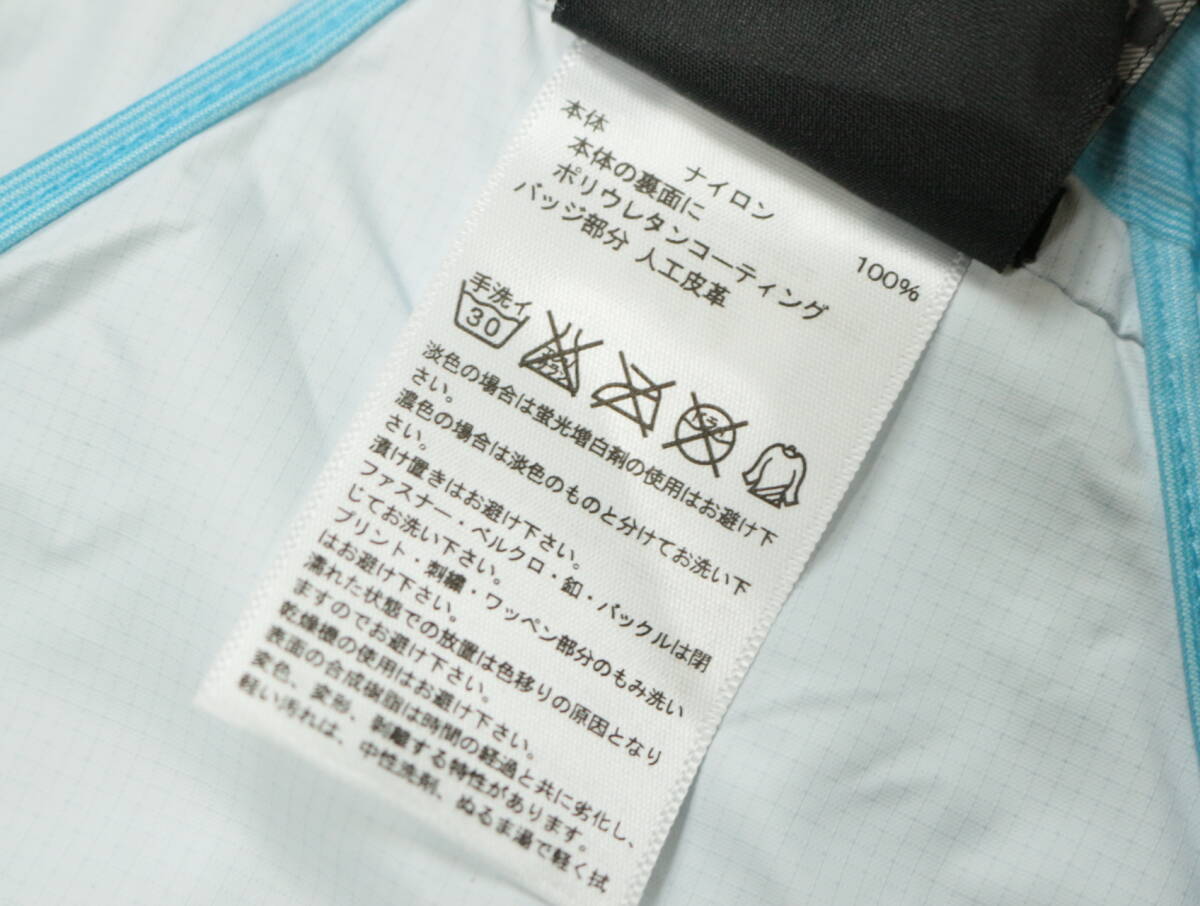 本体 ナイロン 100%
本体の裏面に
ポリウレタンコーティング
バッジ部分 人工皮革
手洗イ
30
エンソ
サラシ
ドライ
淡色の場合は蛍光増白剤の使用はお避け下
さい。
濃色の場合は淡色のものと分けてお洗い下
さい。
漬け置きはお避け下さい。
ファスナー・ベルクロ・釦・バックルは閉
じてお洗い下さい。
プリント・刺繍・ワッペン部分のもみ洗い
はお避け下さい。
濡れた状態での放置は色移りの原因となり
ますのでお避け下さい。
乾燥機の使用はお避け下さい。
表面の合成樹脂は時間の経過と共に劣化し、
変色、変形、剥離する特性があります。
軽い汚れは、中性洗剤、ぬるま湯で軽く拭